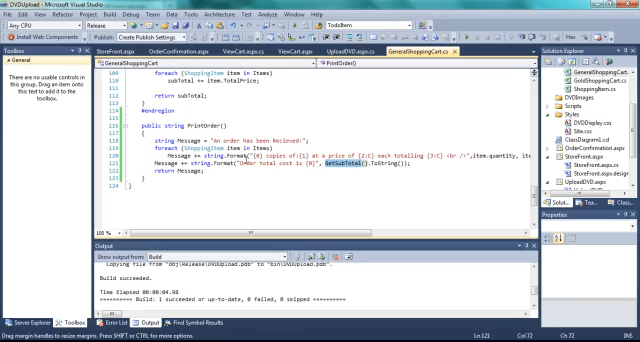 DVDUpload - Microsoft Visual Studio
File Edit View Refactor Project Build Debug Team Data Tools Architecture Test Analyze Window Help
Any CPU Release TodoItem
Install Web Components Publish: Create Publish Settings
Toolbox
General
There are no usable controls in
this group. Drag an item onto
this text to add it to the
toolbox.
StoreFront.aspx OrderConfirmation.aspx ViewCart.aspx.cs ViewCart.aspx UploadDVD.aspx.cs GeneralShoppingCart.cs
GeneralShoppingCart PrintOrder()
109 foreach (ShoppingItem item in Items)
110 subTotal += item.TotalPrice;
112 return subTotal;
113 }
114 #endregion
116 public string PrintOrder()
117 {
118 string Message = "An order has been Recieved:";
119 foreach (ShoppingItem item in Items)
120 Message += string.Format("{0} copies of:{1} at a price of {2:C} each totalling {3:C} <br />",item.quantity, ite
121 Message += string.Format("Order total cost is {0}", GetSubTotal().ToString());
122 return Message;
123 }
124 }
100 %
Output
Show output from: Build
Copying file from "obj\Release\DVDUpload.pdb" to "bin\DVDUpload.pdb".
Build succeeded.
Time Elapsed 00:00:04.98
========== Build: 1 succeeded or up-to-date, 0 failed, 0 skipped ==========
Solution Explorer
GeneralShoppingCart.
GoldShoppingCart.cs
ShoppingItem.cs
DVDImages
Scripts
Styles
DVDDisplay.css
Site.css
ClassDiagram1.cd
OrderConfirmation.aspx
StoreFront.aspx
StoreFront.aspx.cs
StoreFront.aspx.design
UploadDVD.aspx
Solut... Tea... Class...
Properties
Server Explorer Toolbox Error List Output Find Symbol Results
Drag margin handles to resize margins. Press SHIFT or CTRL for more options. Ln 121 Col 72 Ch 72 INS